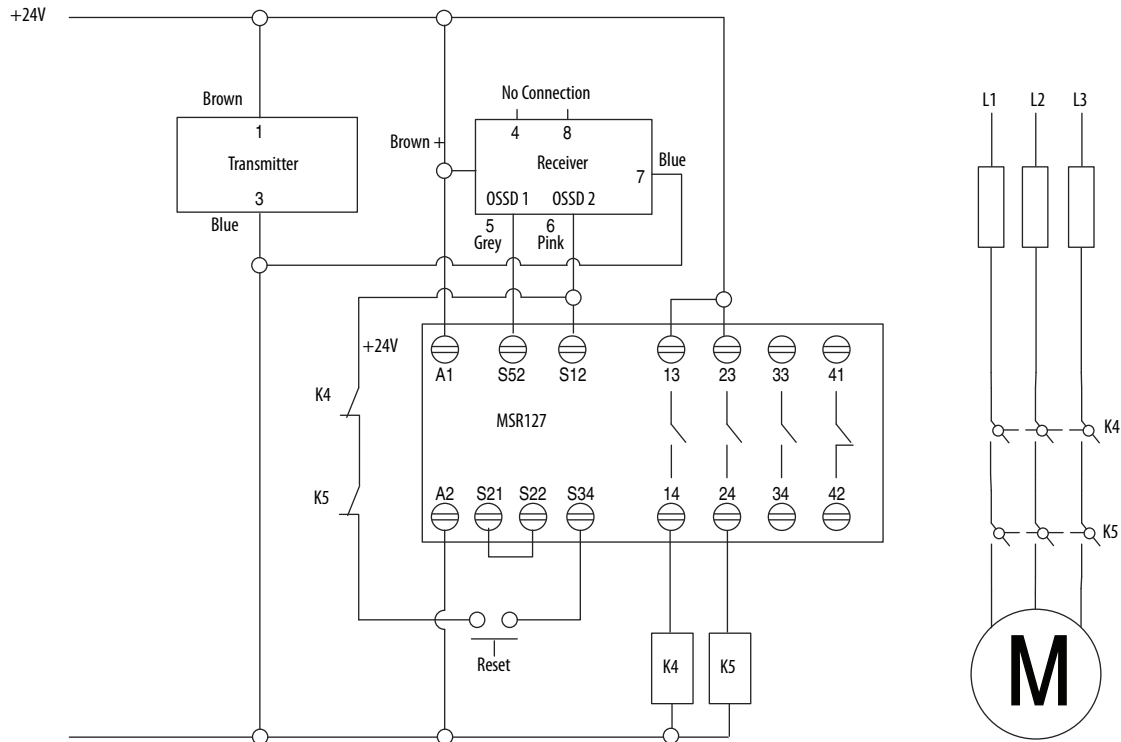 +24V
Brown
1
Transmitter
3
Blue
No Connection
4 8
Brown +
Receiver
Blue
7
OSSD 1 OSSD 2
5 6
Grey Pink
L1 L2 L3
+24V
A1 S52 S12 13 23 33 41
K4
MSR127
K4
K5
A2 S21 S22 S34 14 24 34 42
K5
Reset
K4 K5
M